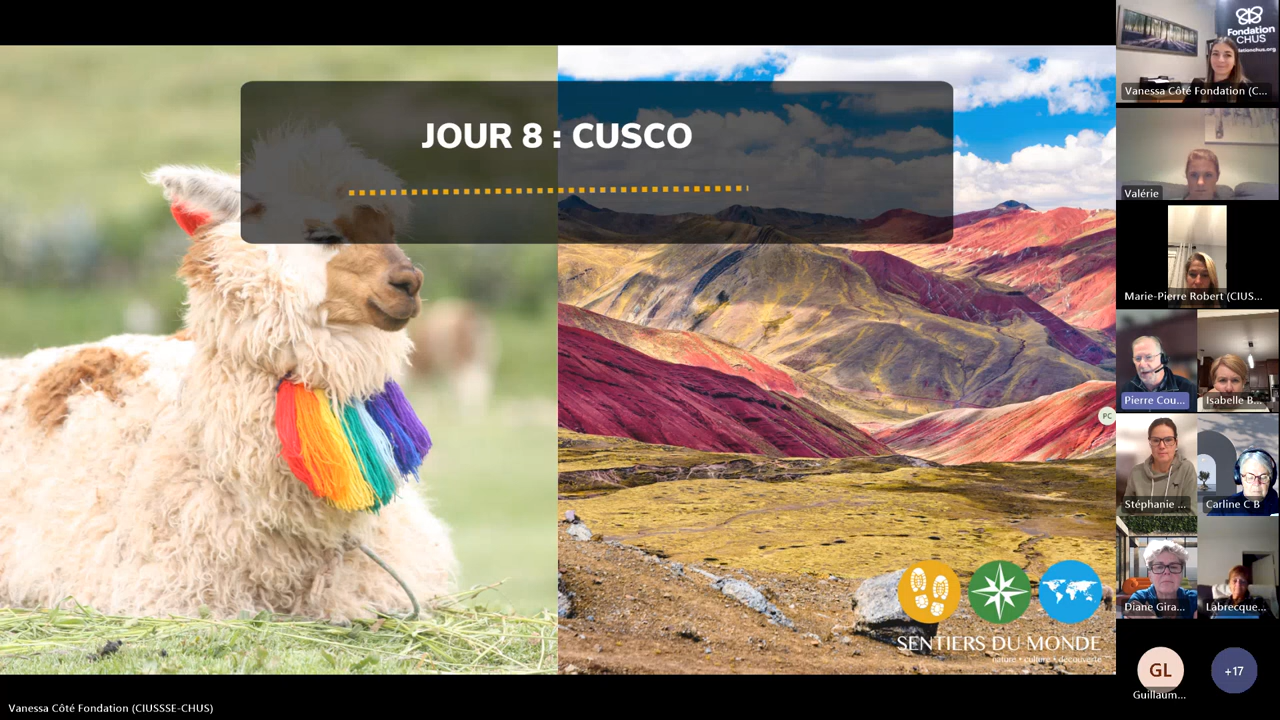 JOUR 8 : CUSCO
SENTIERS DU MONDE
nature • culture • découverte
Fondation
CHUS
Vanessa Côté Fondation (C...
Valérie
Marie-Pierre Robert (CIUS...
Pierre Cou...
Isabelle B...
PC
Stéphanie ...
Carline C B
Diane Gira...
Labrecque...
GL
+17
Guillaum...
Vanessa Côté Fondation (CIUSSSE-CHUS)